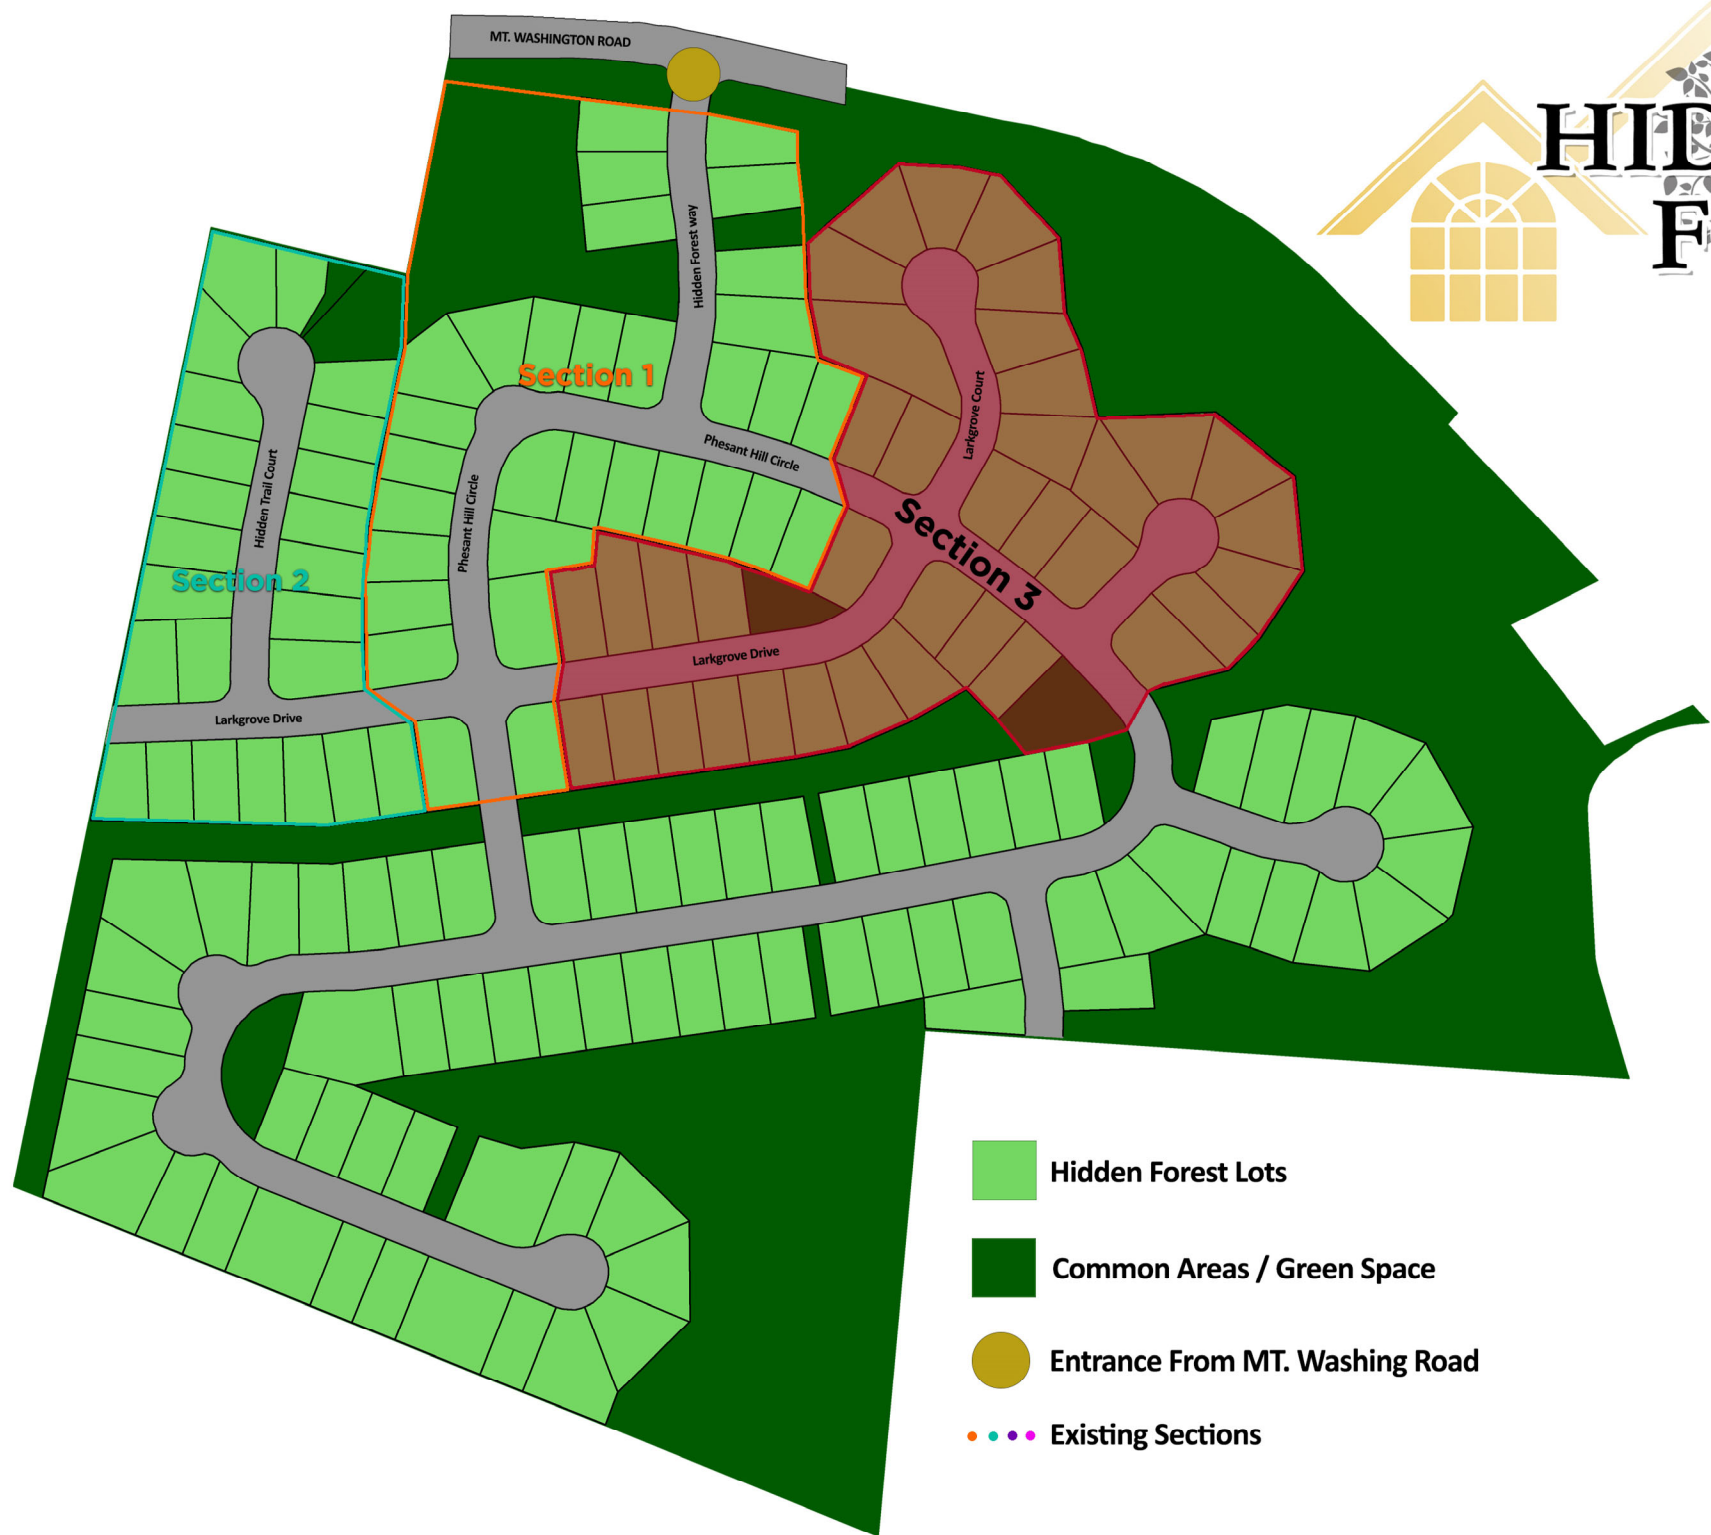 MT. WASHINGTON ROAD
Hidden Forest way
Section 1
Phesant Hill Circle
Phesant Hill Circle
Larkgrove Court
Hidden Trail Court
Section 2
Section 3
Larkgrove Drive
Larkgrove Drive
Hidden Forest Lots
Common Areas / Green Space
Entrance From MT. Washing Road
Existing Sections